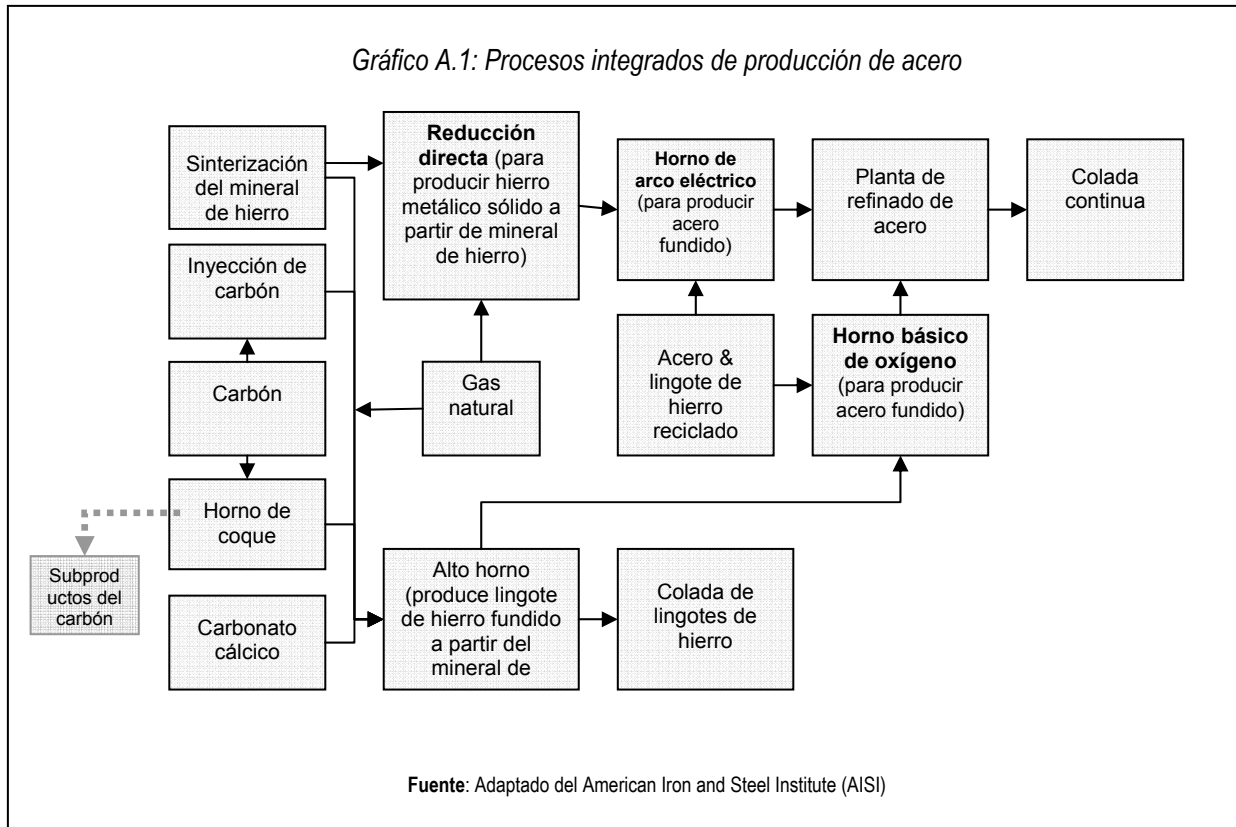 Gráfico A.1: Procesos integrados de producción de acero
Sinterización
del mineral
de hierro
Reducción
directa (para
producir hierro
metálico sólido a
partir de mineral
de hierro)
Horno de
arco eléctrico
(para producir
acero
fundido)
Planta de
refinado de
acero
Colada
continua
Inyección de
carbón
Carbón
Gas
natural
Acero &
lingote de
hierro
reciclado
Horno básico
de oxígeno
(para producir
acero fundido)
Horno de
coque
Subprod
uctos del
carbón
Carbonato
cálcico
Alto horno
(produce lingote
de hierro fundido
a partir del
mineral de
Colada de
lingotes de
hierro
Fuente: Adaptado del American Iron and Steel Institute (AISI)